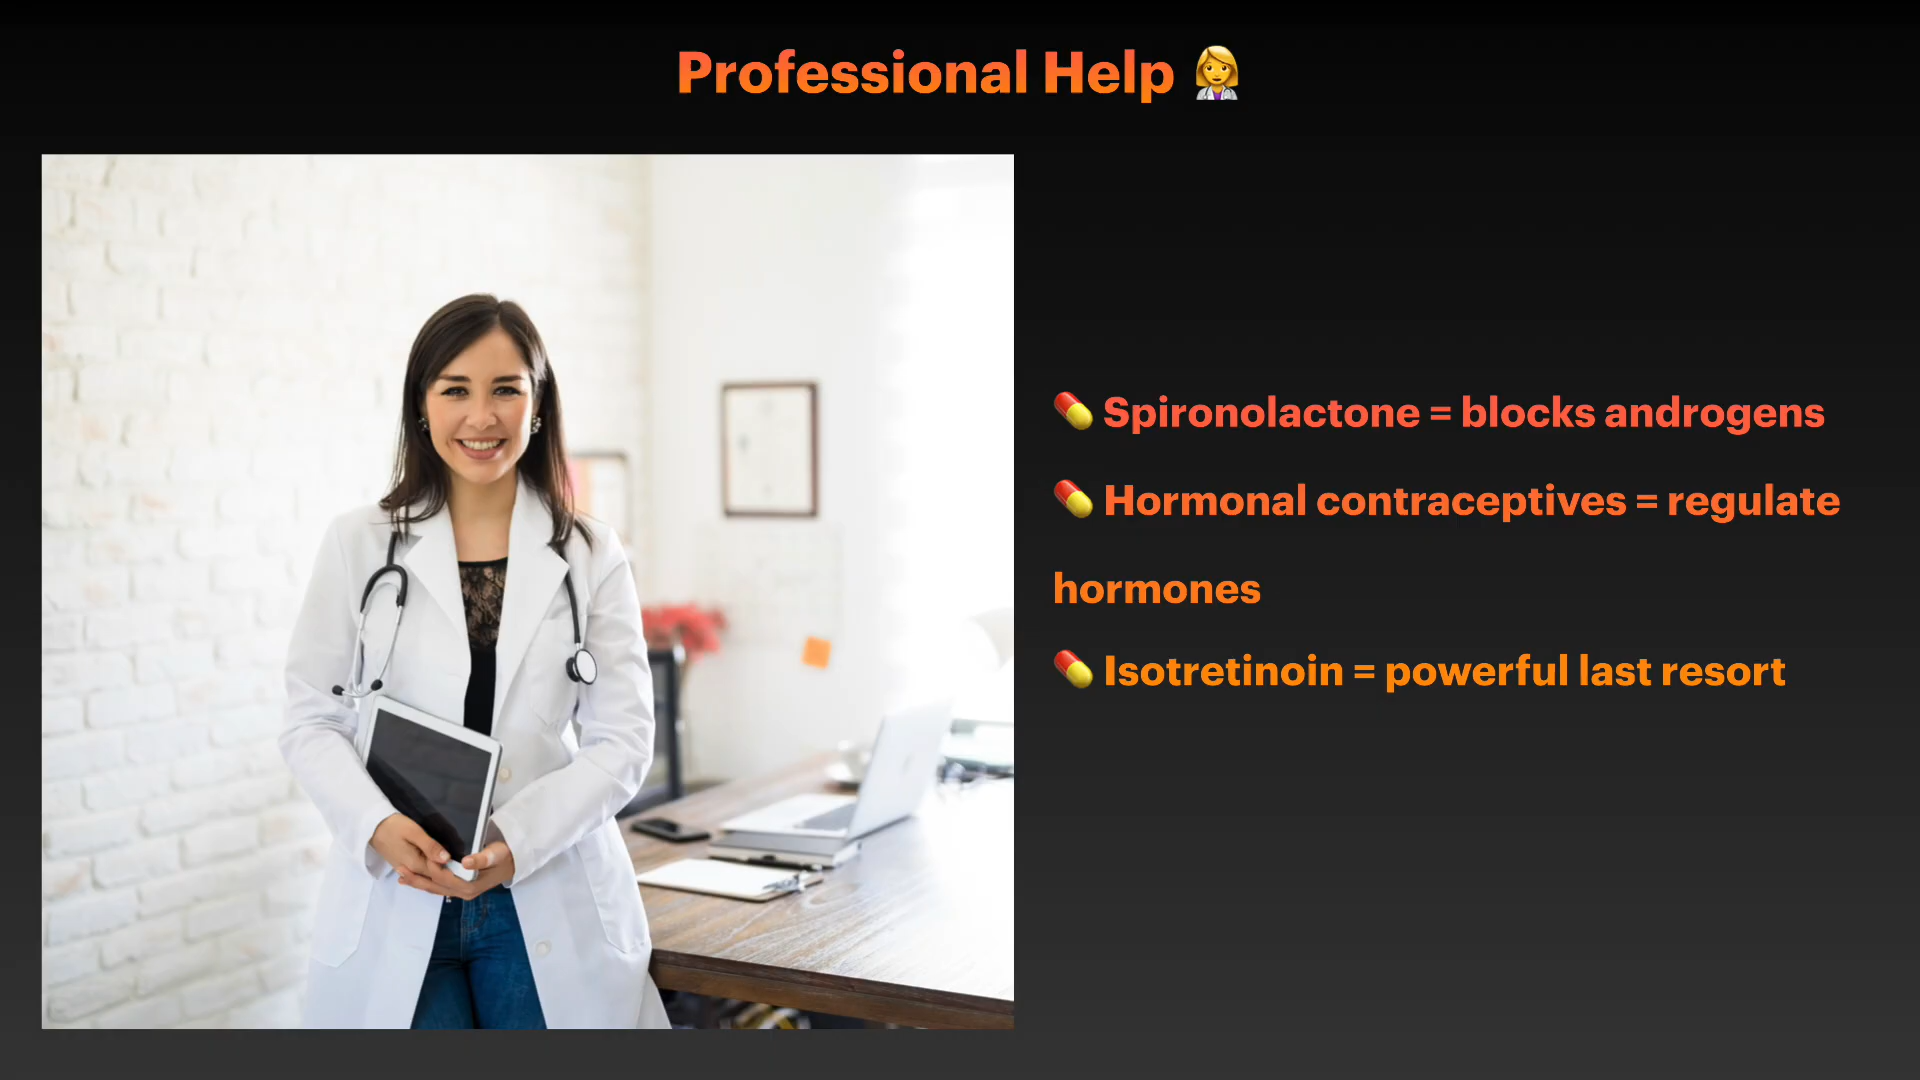 Professional Help 👩‍⚕️
💊 Spironolactone = blocks androgens
💊 Hormonal contraceptives = regulate
hormones
💊 Isotretinoin = powerful last resort